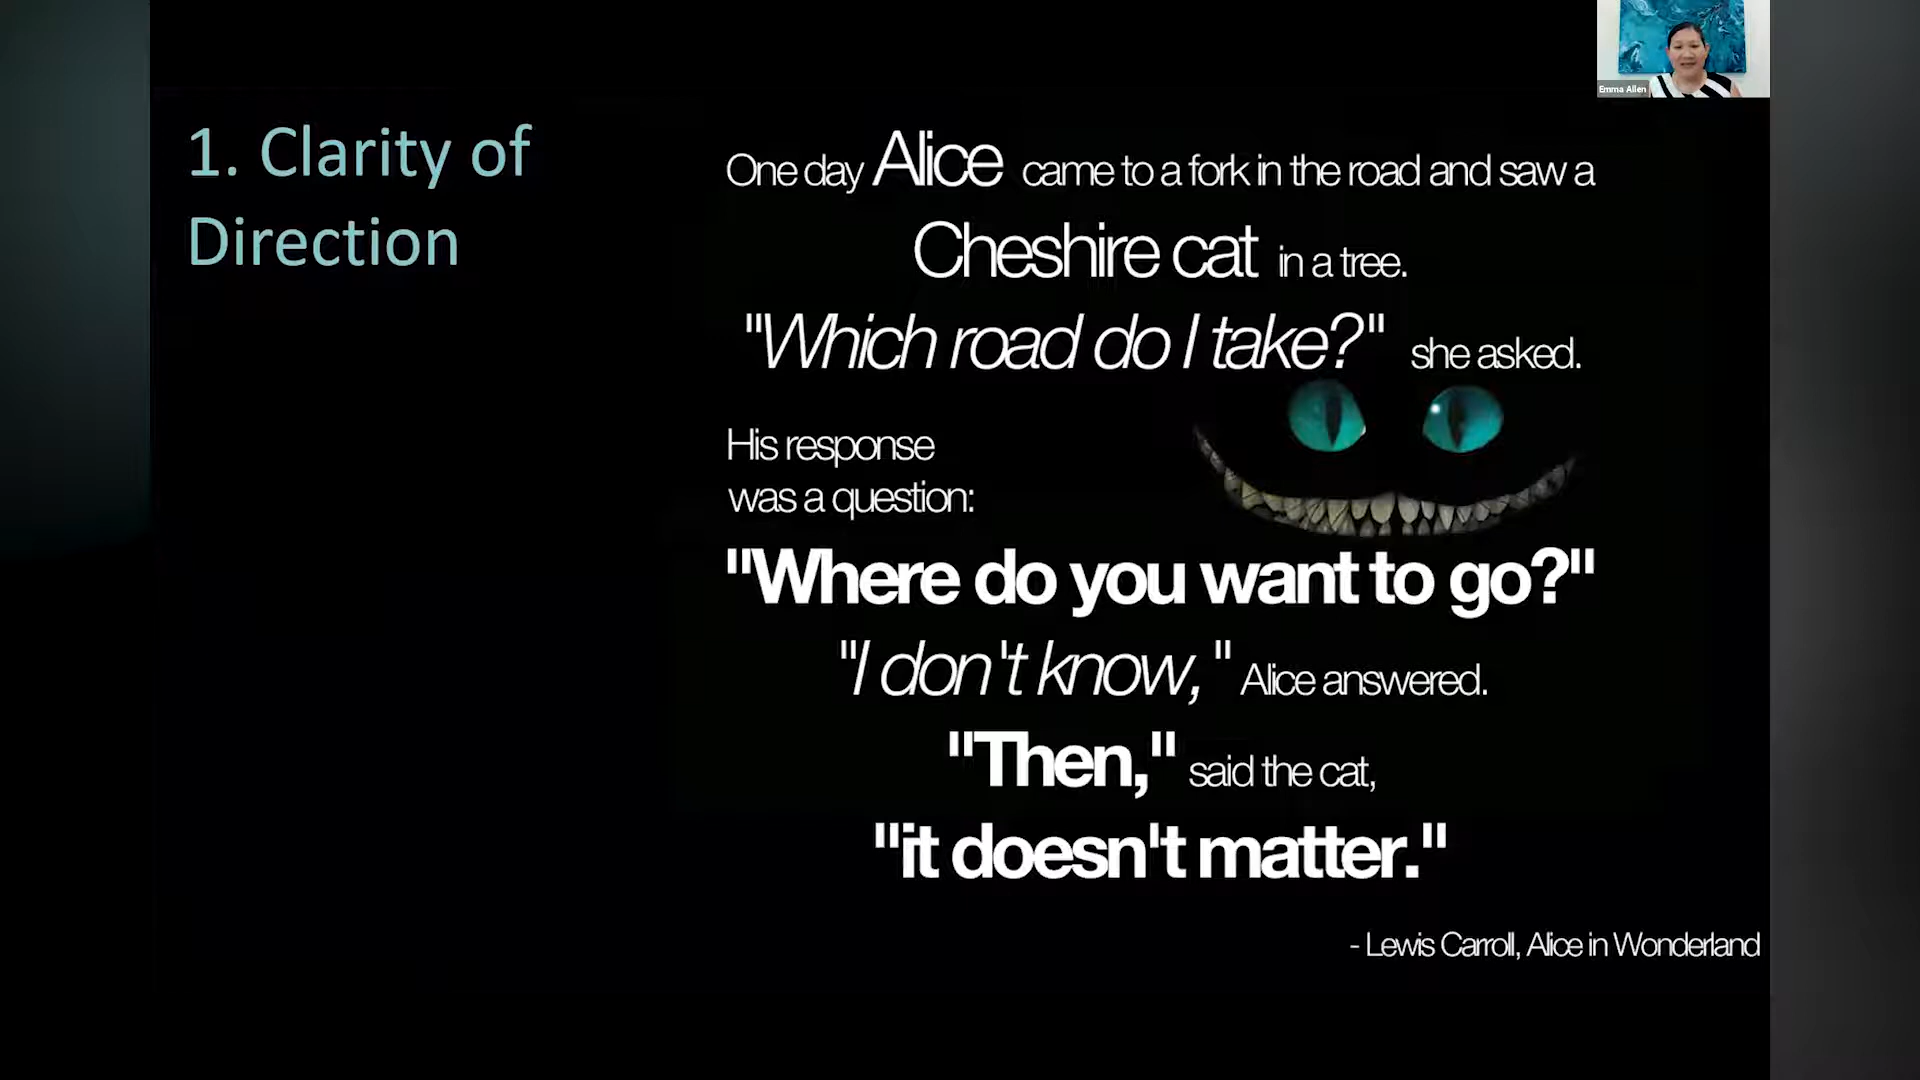 Emma Allen
1. Clarity of
Direction
One day Alice came to a fork in the road and saw a
Cheshire cat in a tree.
"Which road do I take?" she asked.
His response
was a question:
"Where do you want to go?"
"I don't know," Alice answered.
"Then," said the cat,
"it doesn't matter."
- Lewis Carroll, Alice in Wonderland